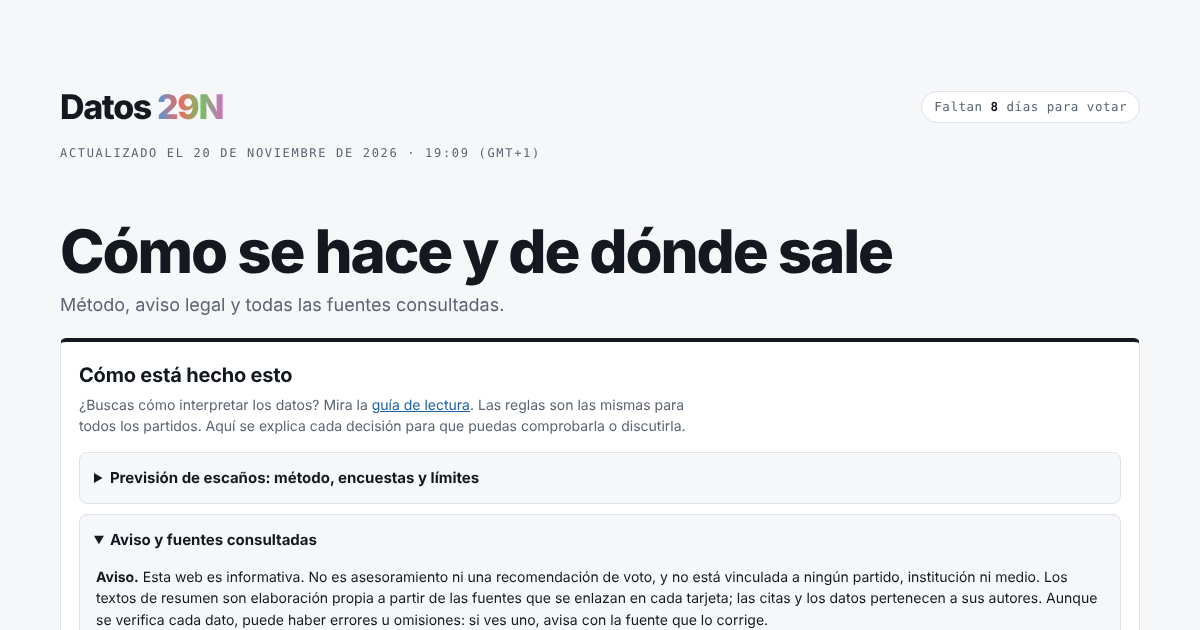 Datos 29N
Faltan 8 días para votar
ACTUALIZADO EL 20 DE NOVIEMBRE DE 2026 · 19:09 (GMT+1)
Cómo se hace y de dónde sale
Método, aviso legal y todas las fuentes consultadas.
Cómo está hecho esto
¿Buscas cómo interpretar los datos? Mira la guía de lectura. Las reglas son las mismas para
todos los partidos. Aquí se explica cada decisión para que puedas comprobarla o discutirla.
Previsión de escaños: método, encuestas y límites
Aviso y fuentes consultadas
Aviso. Esta web es informativa. No es asesoramiento ni una recomendación de voto, y no está vinculada a ningún partido, institución ni medio. Los
textos de resumen son elaboración propia a partir de las fuentes que se enlazan en cada tarjeta; las citas y los datos pertenecen a sus autores. Aunque
se verifica cada dato, puede haber errores u omisiones: si ves uno, avisa con la fuente que lo corrige.